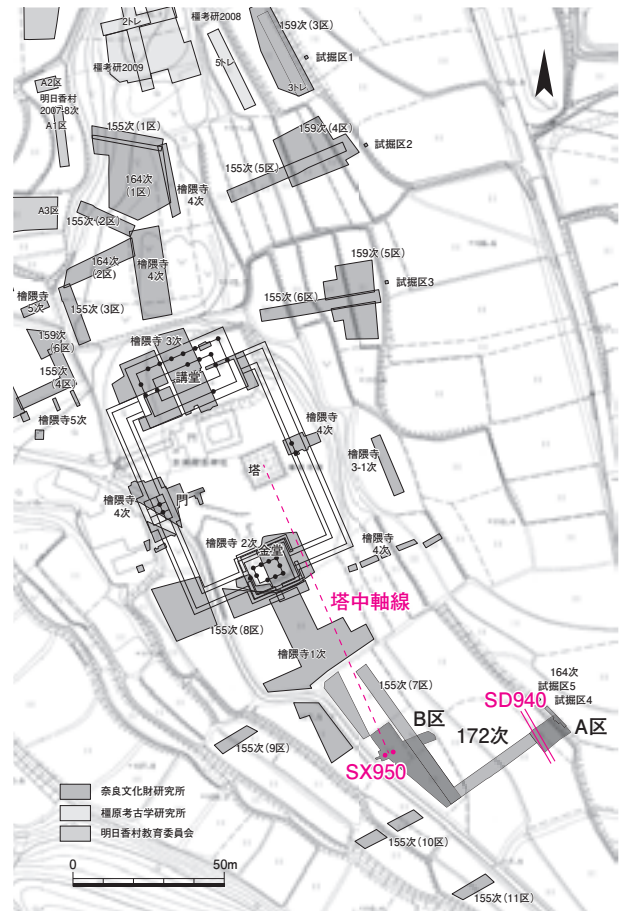 2トレ
159次(3区)
橿考研2008
試掘区1
橿考研2009
5トレ
3トレ
A2区
明日香村
2007-8次
A1区
155次(1区)
159次(4区)
試掘区2
155次(5区)
164次
(1区)
檜隈寺
4次
A3区
155次(2区)
164次
(2区)
檜隈寺
4次
159次(5区)
試掘区3
155次(6区)
檜隈寺
5次
155次(3区)
159次
(6区)
檜隈寺 3次
講堂
155次
(4区)
檜隈寺5次
檜隈寺
4次
檜隈寺
3-1次
塔
檜隈寺
4次
門
檜隈寺 2次
金堂
檜隈寺
4次
塔中軸線
155次(8区)
檜隈寺1次
155次(7区)
164次
試掘区5
試掘区4
SD940
A区
B区
172次
155次(9区)
SX950
奈良文化財研究所
橿原考古学研究所
明日香村教育委員会
155次(10区)
0
50m
155次(11区)